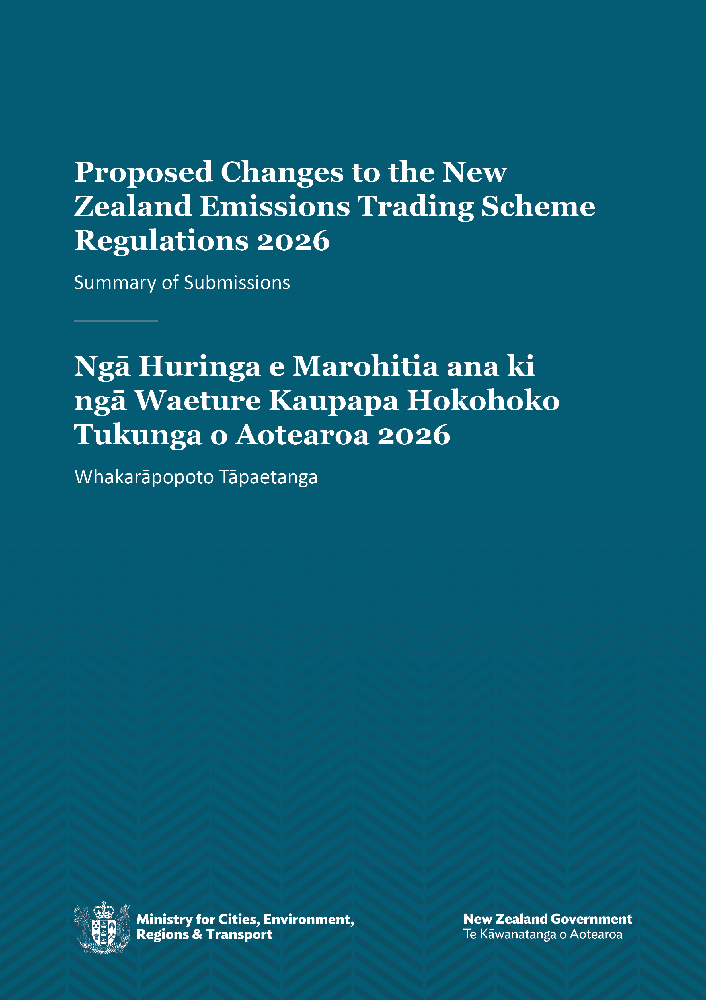 Proposed Changes to the New
Zealand Emissions Trading Scheme
Regulations 2026
Summary of Submissions
Ngā Huringa e Marohitia ana ki
ngā Waeture Kaupapa Hokohoko
Tukunga o Aotearoa 2026
Whakarāpopoto Tāpaetanga
NEW ZEALAND
Ministry for Cities, Environment,
Regions & Transport
New Zealand Government
Te Kāwanatanga o Aotearoa